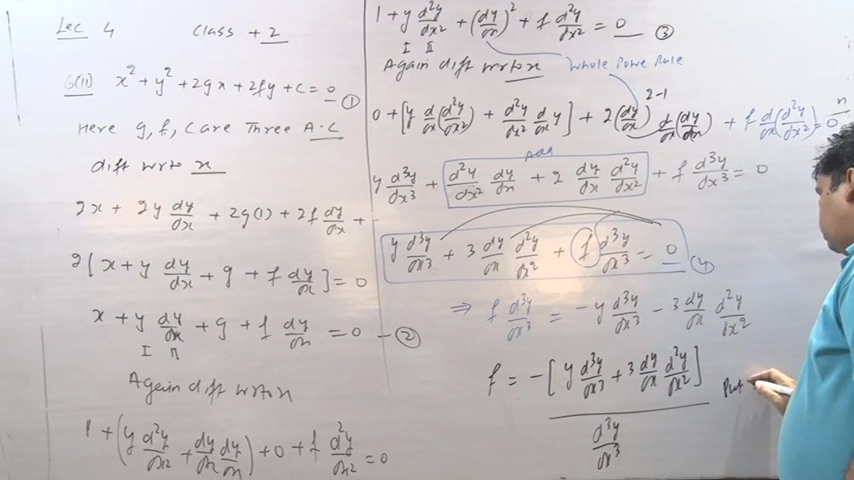 Lec 4 Class +2
6(11) x² + y² + 2gx + 2fy + c = 0 — ①
Here g, f, c are Three A.C
diff w r to x
2x + 2y dy/dx + 2g(1) + 2f dy/dx +
2[x + y dy/dx + g + f dy/dx] = 0
x + y dy/dx + g + f dy/dx = 0 — ②
I II
Again diff w r to x
1 + (y d²y/dx² + dy/dx dy/dx) + 0 + f d²y/dx² = 0
1 + y d²y/dx² + (dy/dx)² + f d²y/dx² = 0 ③
I II
Again diff w r to x Whole Power Rule
0 + [y d/dx(d²y/dx²) + d²y/dx² d/dx y] + 2(dy/dx)²⁻¹ d/dx(dy/dx) + f d/dx(d²y/dx²) = 0
n
Add
y d³y/dx³ + d²y/dx² dy/dx + 2 dy/dx d²y/dx² + f d³y/dx³ = 0
y d³y/dx³ + 3 dy/dx d²y/dx² + f d³y/dx³ = 0 ④
⇒ f d³y/dx³ = -y d³y/dx³ - 3 dy/dx d²y/dx²
f = -[y d³y/dx³ + 3 dy/dx d²y/dx²] / d³y/dx³ Put